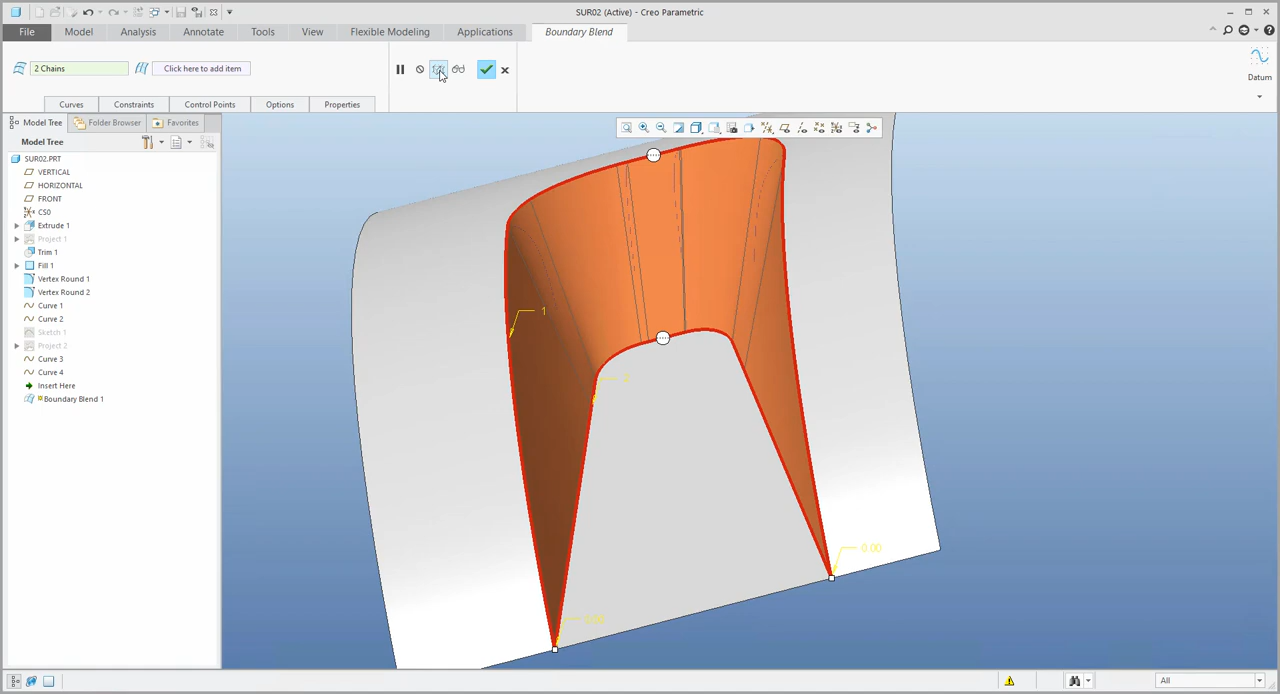 SUR02 (Active) - Creo Parametric
File Model Analysis Annotate Tools View Flexible Modeling Applications Boundary Blend
2 Chains Click here to add item
Datum
Curves Constraints Control Points Options Properties
Model Tree Folder Browser Favorites
Model Tree
SUR02.PRT
VERTICAL
HORIZONTAL
FRONT
CS0
Extrude 1
Project 1
Trim 1
Fill 1
Vertex Round 1
Vertex Round 2
Curve 1
Curve 2
Sketch 1
Project 2
Curve 3
Curve 4
Insert Here
Boundary Blend 1
1
2
0.00
0.00
All